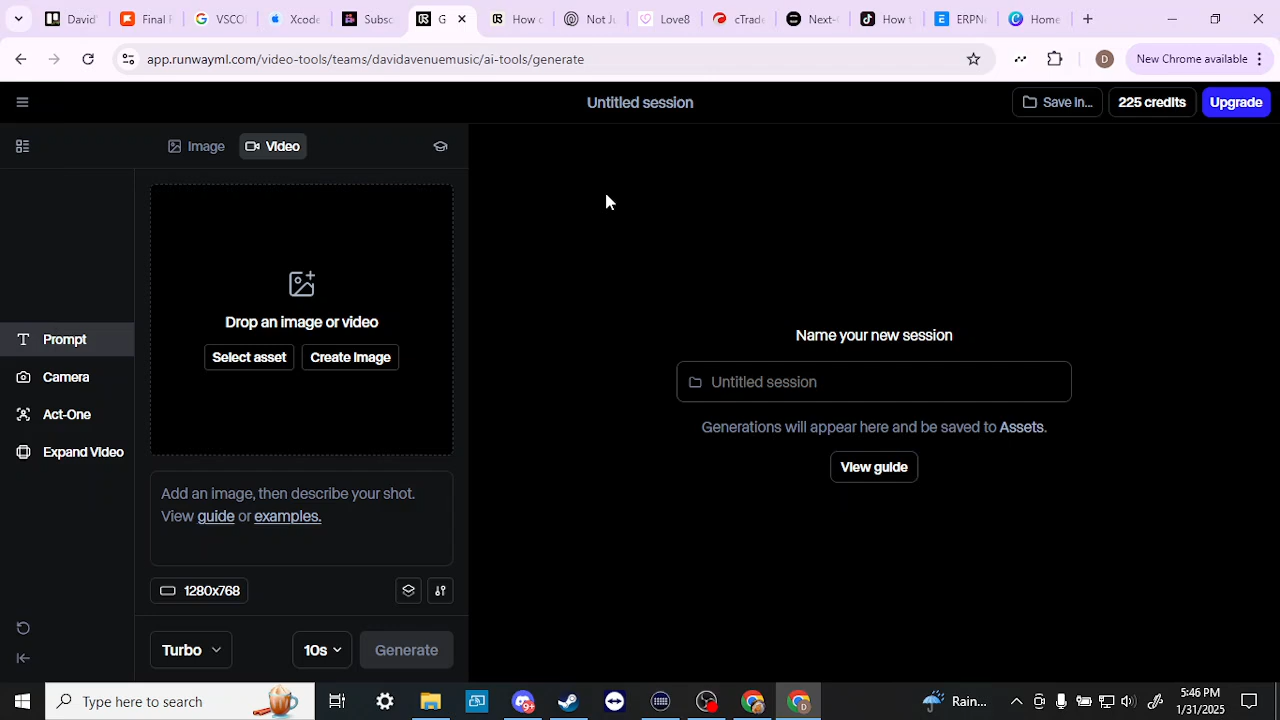 David
Final F
VSCO
Xcode
Subsc
G
How c
Not Ju
Love8
cTrade
Next-
How t
ERPNe
Home
app.runwayml.com/video-tools/teams/davidavenuemusic/ai-tools/generate
D
New Chrome available
Untitled session
Save In...
225 credits
Upgrade
Image
Video
Drop an image or video
Select asset
Create Image
Prompt
Camera
Act-One
Expand Video
Name your new session
Untitled session
Generations will appear here and be saved to Assets.
View guide
Add an image, then describe your shot.
View guide or examples.
1280x768
Turbo
10s
Generate
Type here to search
Rain...
3:46 PM
1/31/2025